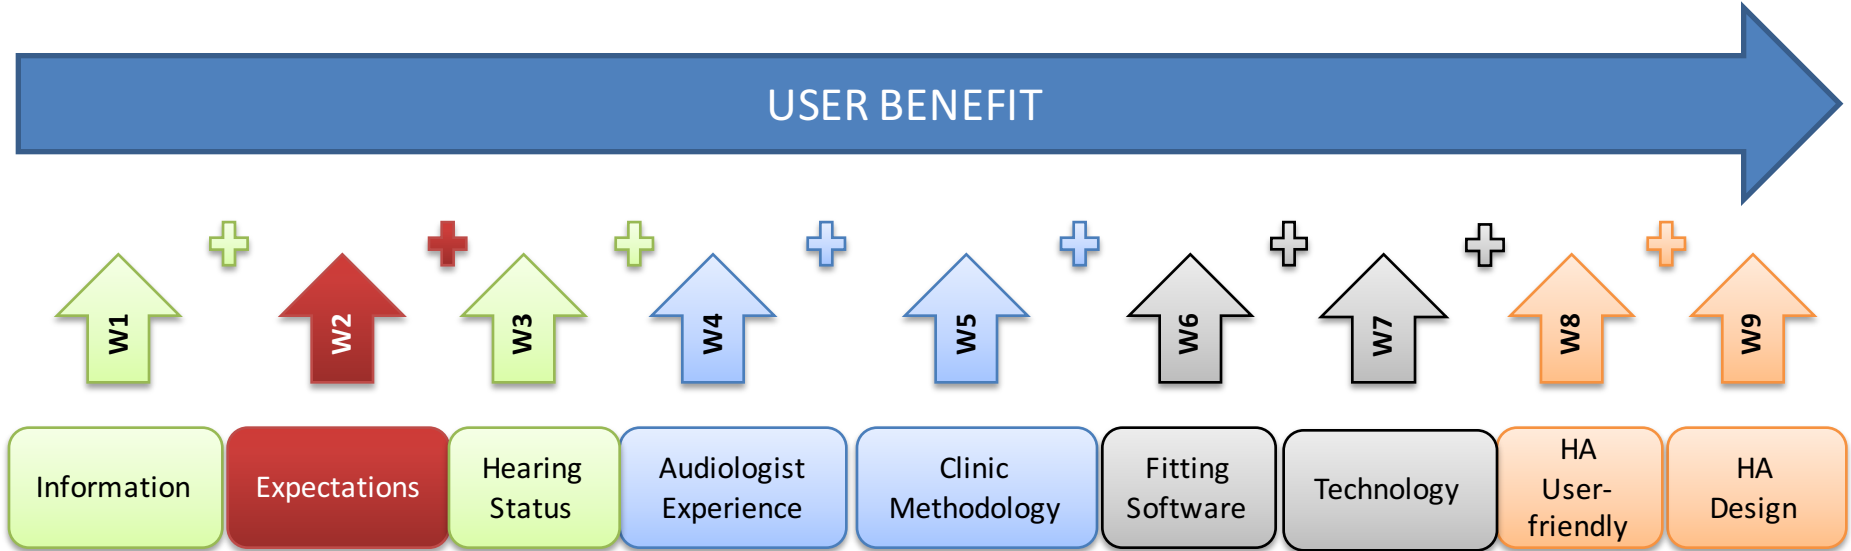 USER BENEFIT
W1
W2
W3
W4
W5
W6
W7
W8
W9
Information
Expectations
Hearing
Status
Audiologist
Experience
Clinic
Methodology
Fitting
Software
Technology
HA
User-
friendly
HA
Design